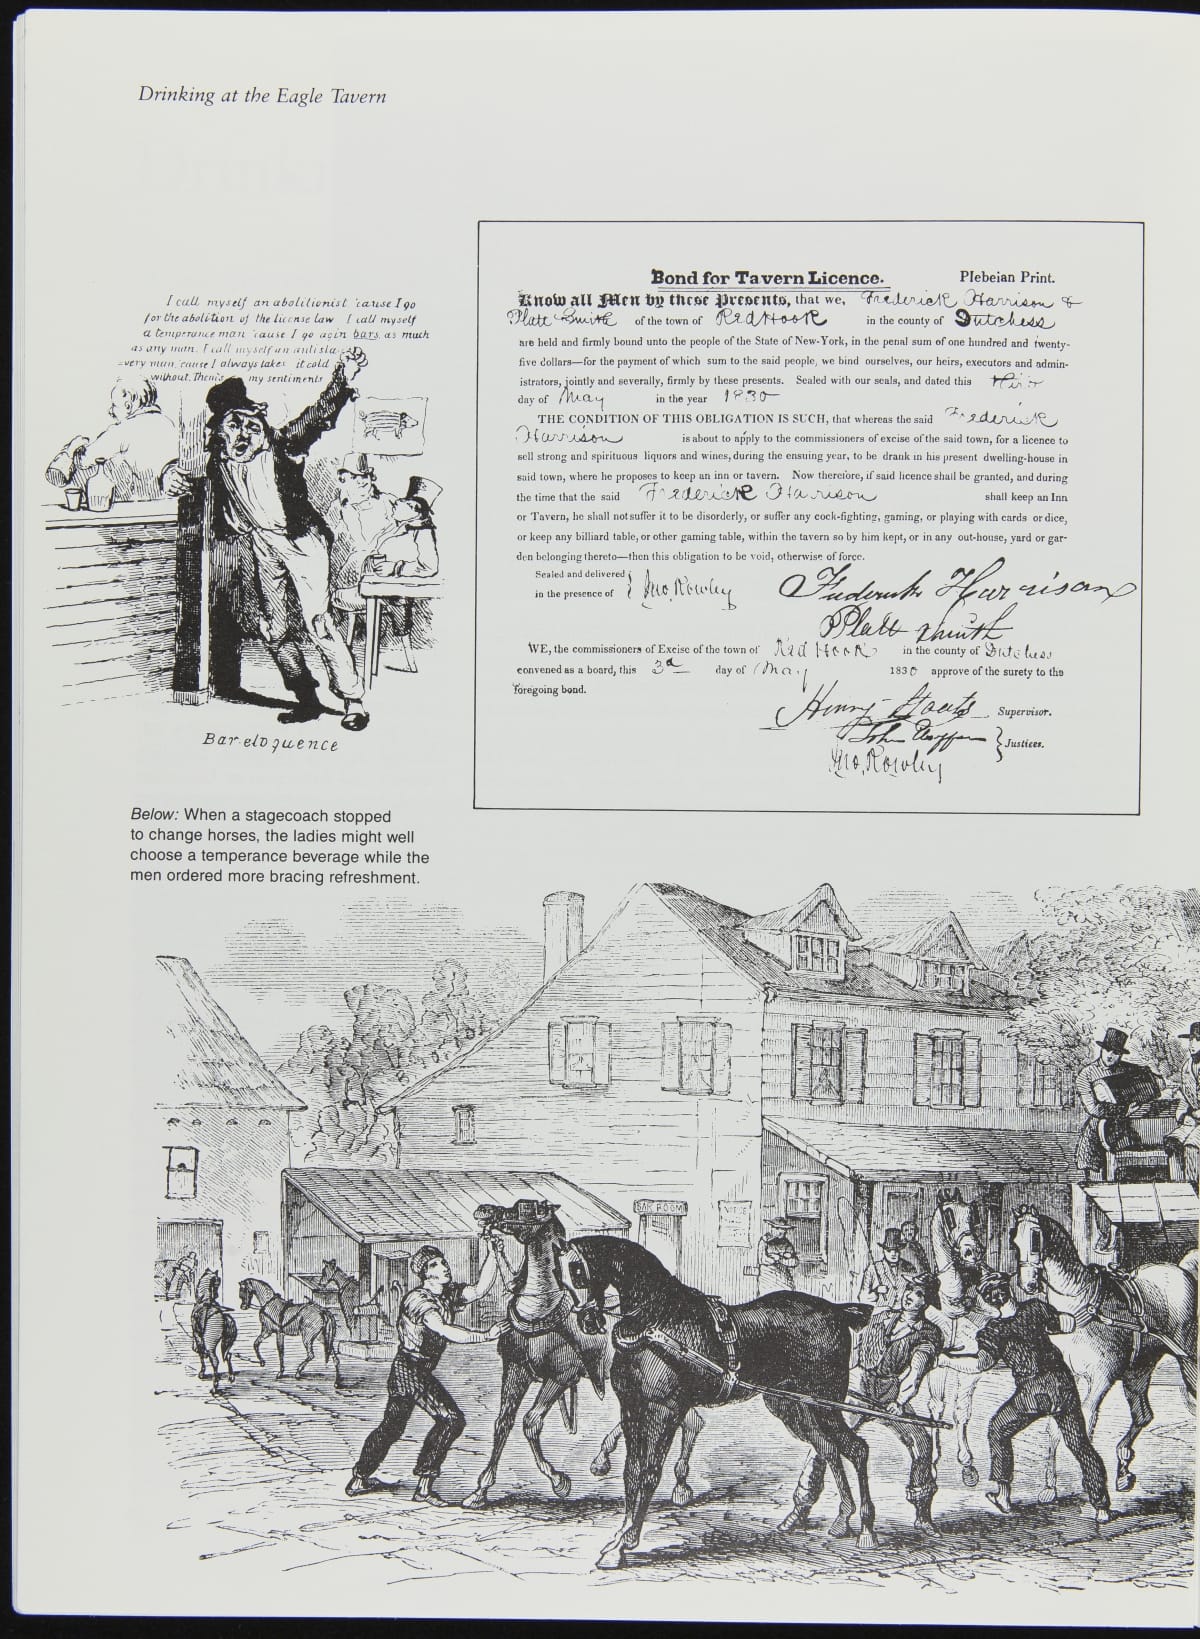 Drinking at the Eagle Tavern
I call myself an abolitionist 'cause I go
for the abolition of the license law I call myself
a temperance man 'cause I go agin bars as much
as any man. I call myself an anti sla-
=very man, cause I always takes it cold
without. Them's my sentiments
Bar-eloquence
Bond for Tavern Licence. Plebeian Print.
Know all Men by these Presents, that we, Frederick Harrison &
Platt Smith of the town of Red Hook in the county of Dutchess
are held and firmly bound unto the people of the State of New-York, in the penal sum of one hundred and twenty-
five dollars—for the payment of which sum to the said people, we bind ourselves, our heirs, executors and admin-
istrators, jointly and severally, firmly by these presents. Sealed with our seals, and dated this
day of May in the year 1830
THE CONDITION OF THIS OBLIGATION IS SUCH, that whereas the said Frederick
Harrison is about to apply to the commissioners of excise of the said town, for a licence to
sell strong and spirituous liquors and wines, during the ensuing year, to be drank in his present dwelling-house in
said town, where he proposes to keep an inn or tavern. Now therefore, if said licence shall be granted, and during
the time that the said Frederick Harrison shall keep an Inn
or Tavern, he shall not suffer it to be disorderly, or suffer any cock-fighting, gaming, or playing with cards or dice,
or keep any billiard table, or other gaming table, within the tavern so by him kept, or in any out-house, yard or gar-
den belonging thereto—then this obligation to be void, otherwise of force.
Sealed and delivered
in the presence of Jno. Rowley
Frederick Harrison
Platt Smith
WE, the commissioners of Excise of the town of Red Hook in the county of Dutchess
convened as a board, this 3d day of May 1830 approve of the surety to the
foregoing bond.
Henry Staats Supervisor.
John Justices.
Jno. Rowley
Below: When a stagecoach stopped
to change horses, the ladies might well
choose a temperance beverage while the
men ordered more bracing refreshment.
BAR ROOM